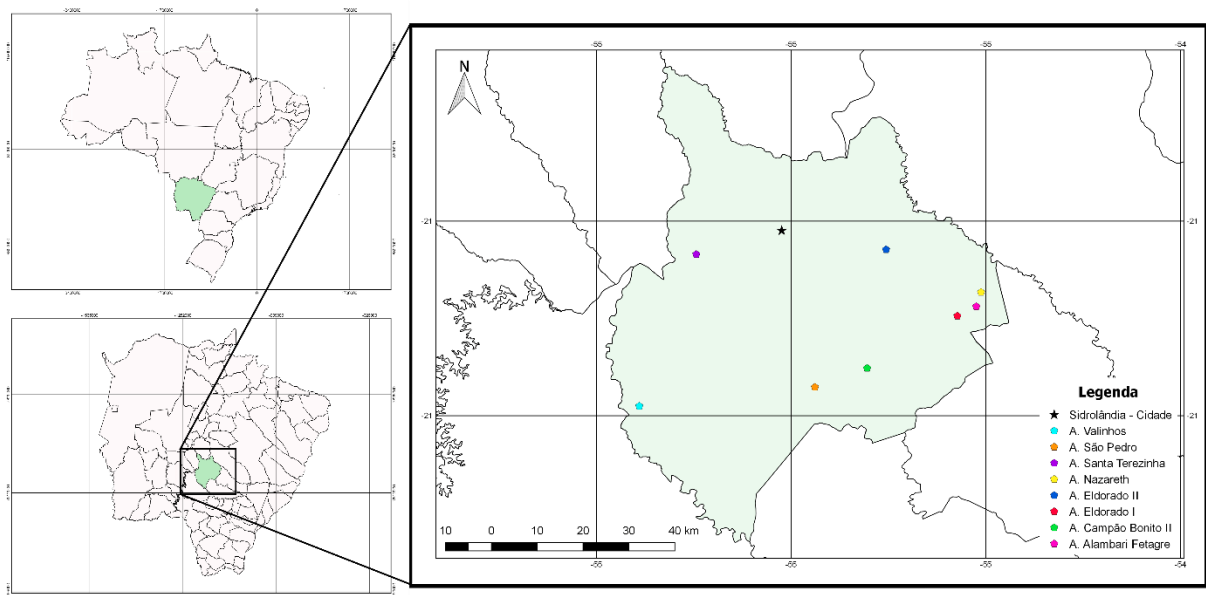 N
-55
-55
-55
-54
-21
-21
-21
-21
-55
-55
-55
-54
10
0
10
20
30
40 km
Legenda
Sidrolândia - Cidade
A. Valinhos
A. São Pedro
A. Santa Terezinha
A. Nazareth
A. Eldorado II
A. Eldorado I
A. Campão Bonito II
A. Alambari Fetagre